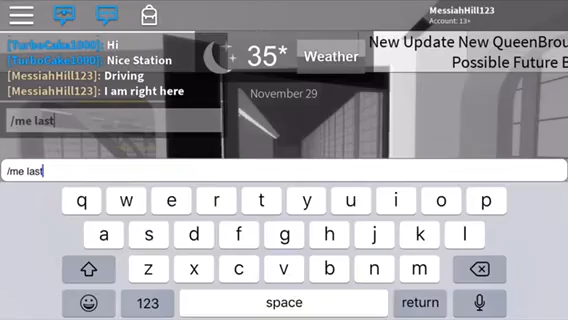 MessiahHill123
Account: 13+
[TurboCake1000]: Hi
[TurboCake1000]: Nice Station
[MessiahHill123]: Driving
[MessiahHill123]: I am right here
/me last
35*
Weather
November 29
New Update New QueenBrou
Possible Future B
/me last
q w e r t y u i o p
a s d f g h j k l
z x c v b n m
123 space return